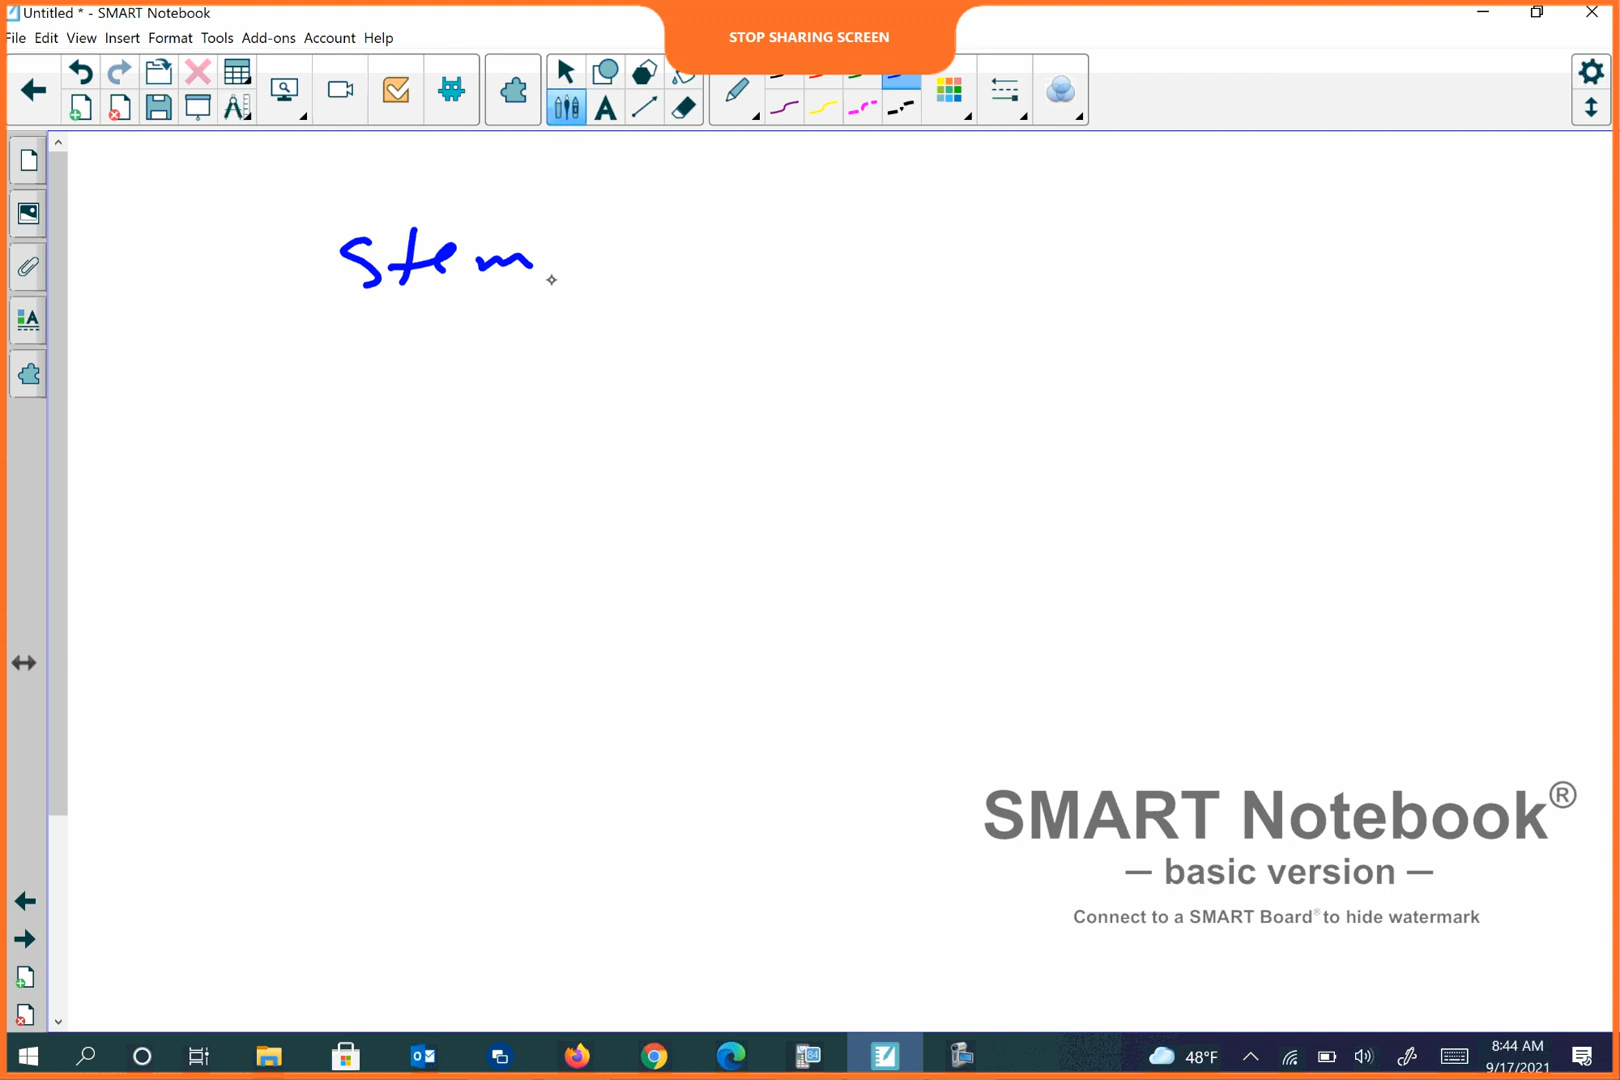 Untitled * - SMART Notebook
STOP SHARING SCREEN
File Edit View Insert Format Tools Add-ons Account Help
Stem
SMART Notebook®
— basic version —
Connect to a SMART Board® to hide watermark
48°F
8:44 AM
9/17/2021